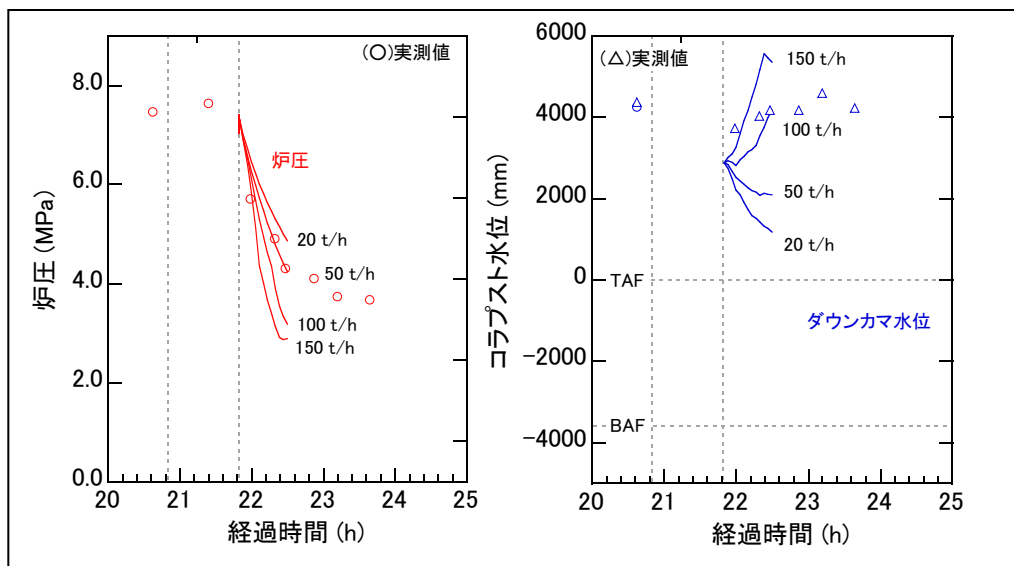 (○)実測値
8.0
6.0
4.0
2.0
0.0
炉圧 (MPa)
炉圧
20 t/h
50 t/h
100 t/h
150 t/h
20 21 22 23 24 25
経過時間 (h)
(△)実測値
6000
4000
2000
0
-2000
-4000
コラプスト水位 (mm)
150 t/h
100 t/h
50 t/h
20 t/h
TAF
ダウンカマ水位
BAF
20 21 22 23 24 25
経過時間 (h)